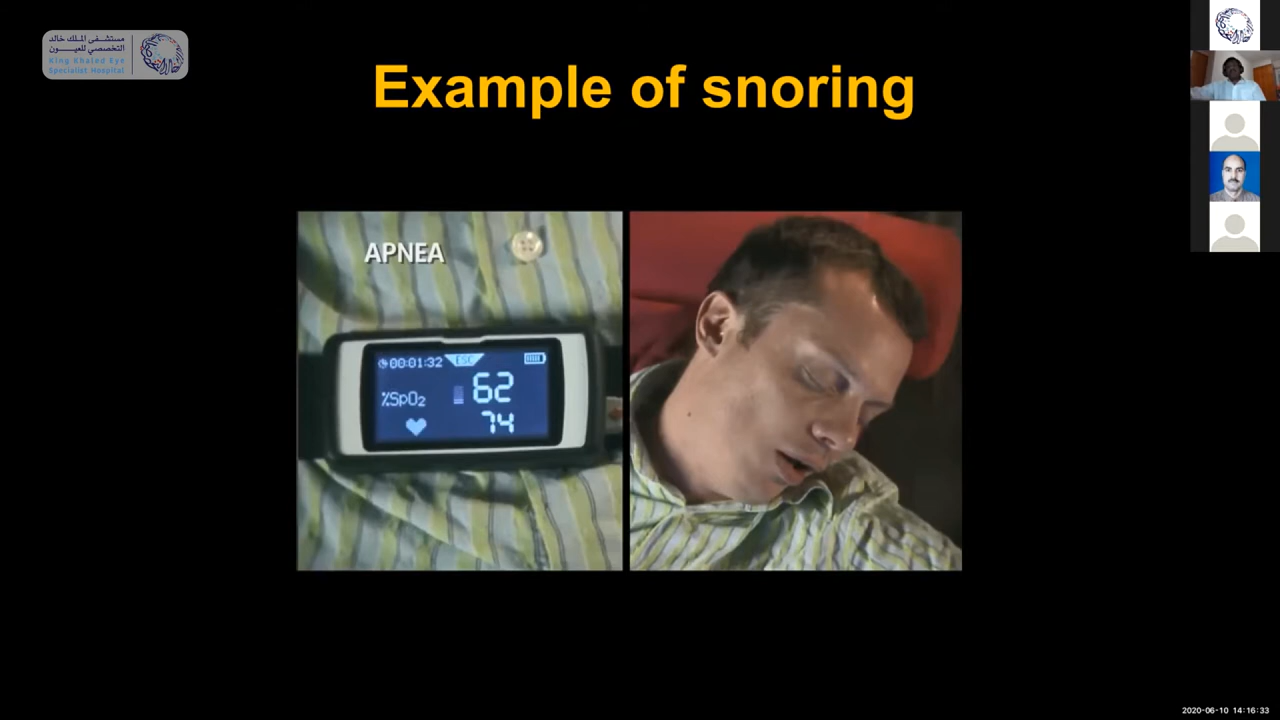 مستشفى الملك خالد
التخصصي للعيون
King Khaled Eye
Specialist Hospital
Example of snoring
APNEA
00:01:32 ESC
%SpO₂ 62
74
2020-06-10 14:16:33